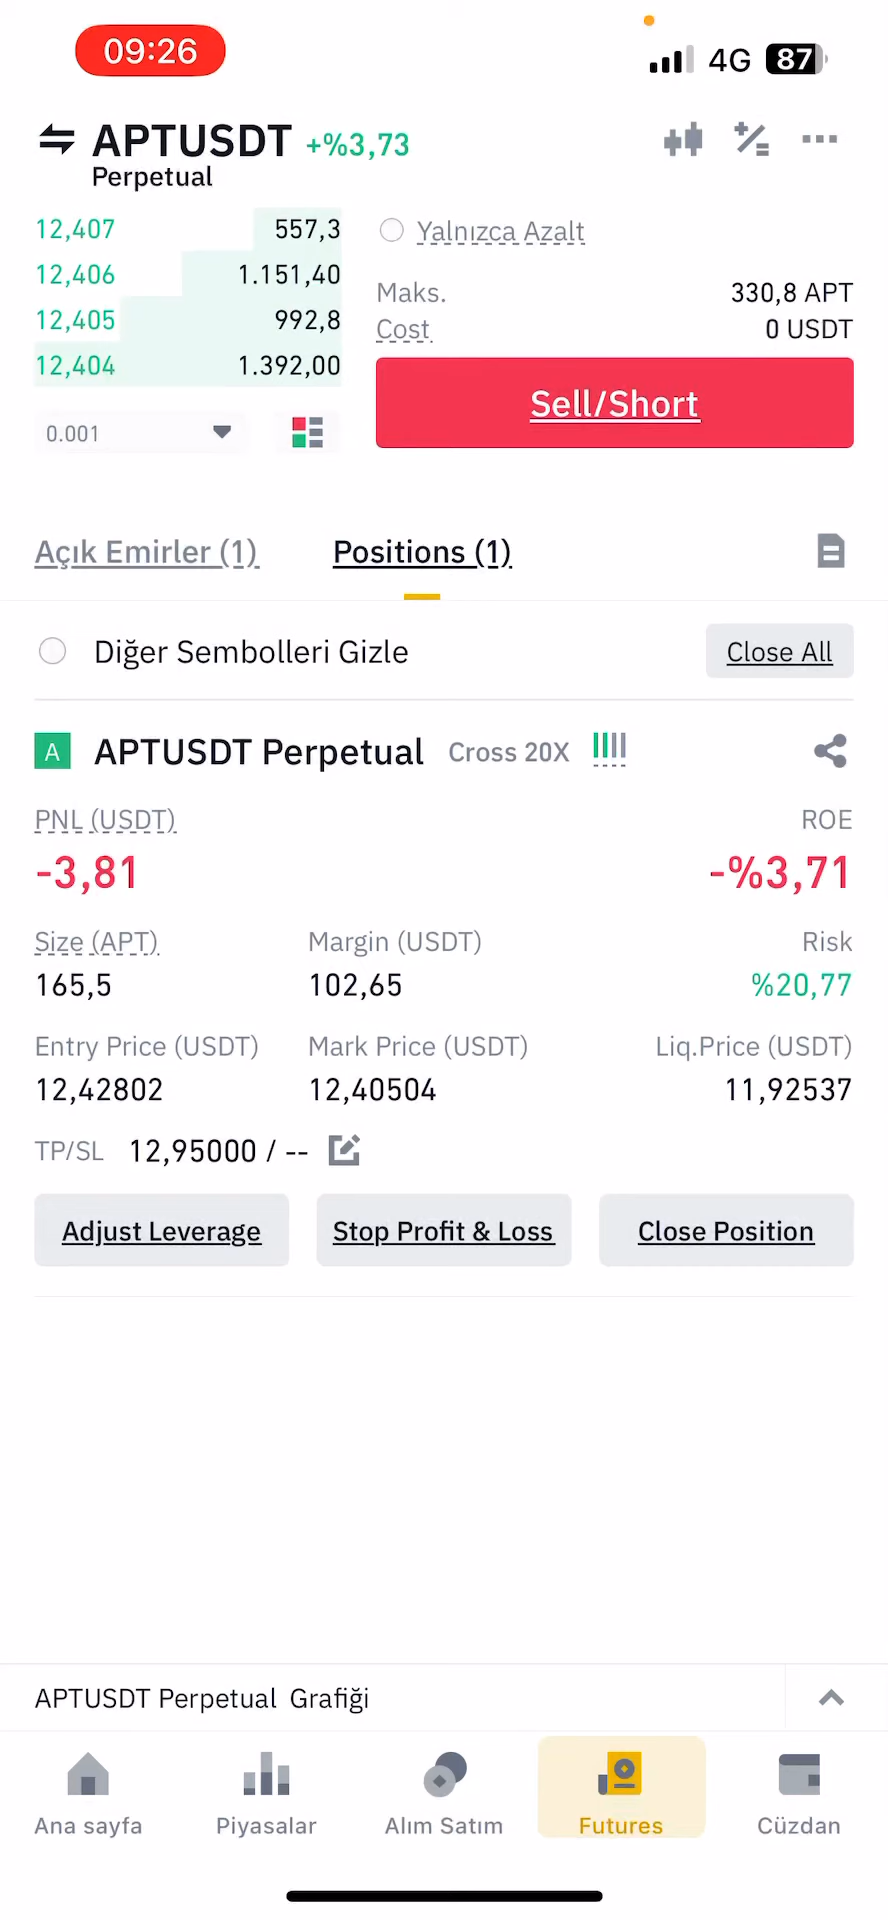 09:26
4G 87
APTUSDT +%3,73
Perpetual
12,407 557,3
12,406 1.151,40
12,405 992,8
12,404 1.392,00
0.001
Yalnızca Azalt
Maks. 330,8 APT
Cost 0 USDT
Sell/Short
Açık Emirler (1) Positions (1)
Diğer Sembolleri Gizle Close All
A APTUSDT Perpetual Cross 20X
PNL (USDT) ROE
-3,81 -%3,71
Size (APT) Margin (USDT) Risk
165,5 102,65 %20,77
Entry Price (USDT) Mark Price (USDT) Liq.Price (USDT)
12,42802 12,40504 11,92537
TP/SL 12,95000 / --
Adjust Leverage Stop Profit & Loss Close Position
APTUSDT Perpetual Grafiği
Ana sayfa Piyasalar Alım Satım Futures Cüzdan